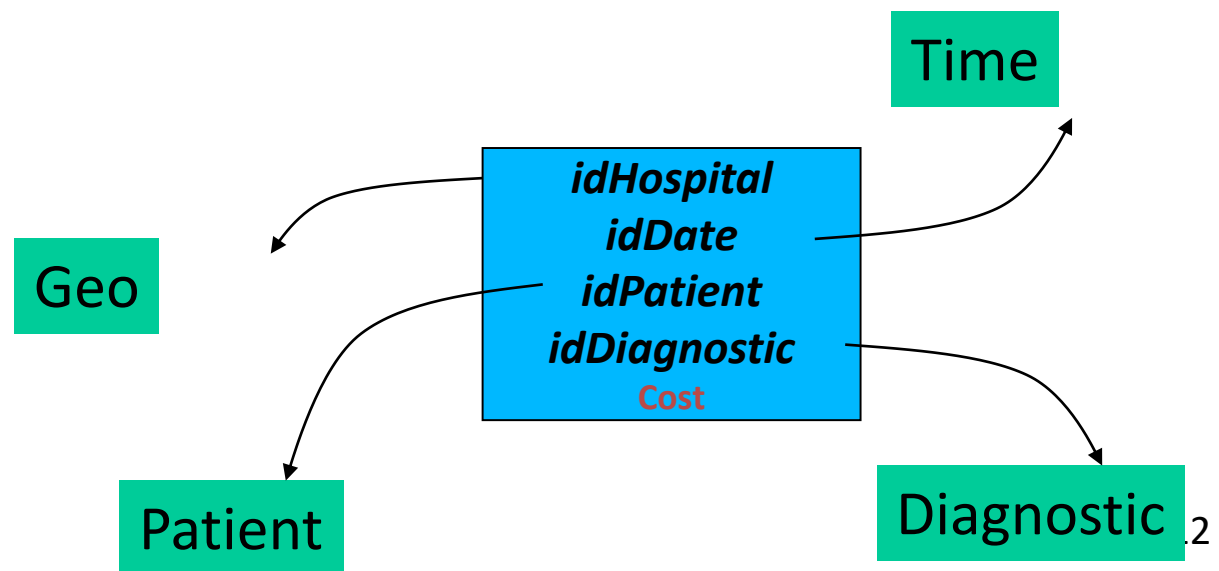 Time
idHospital
idDate
Geo
idPatient
idDiagnostic
Cost
Patient
Diagnostic